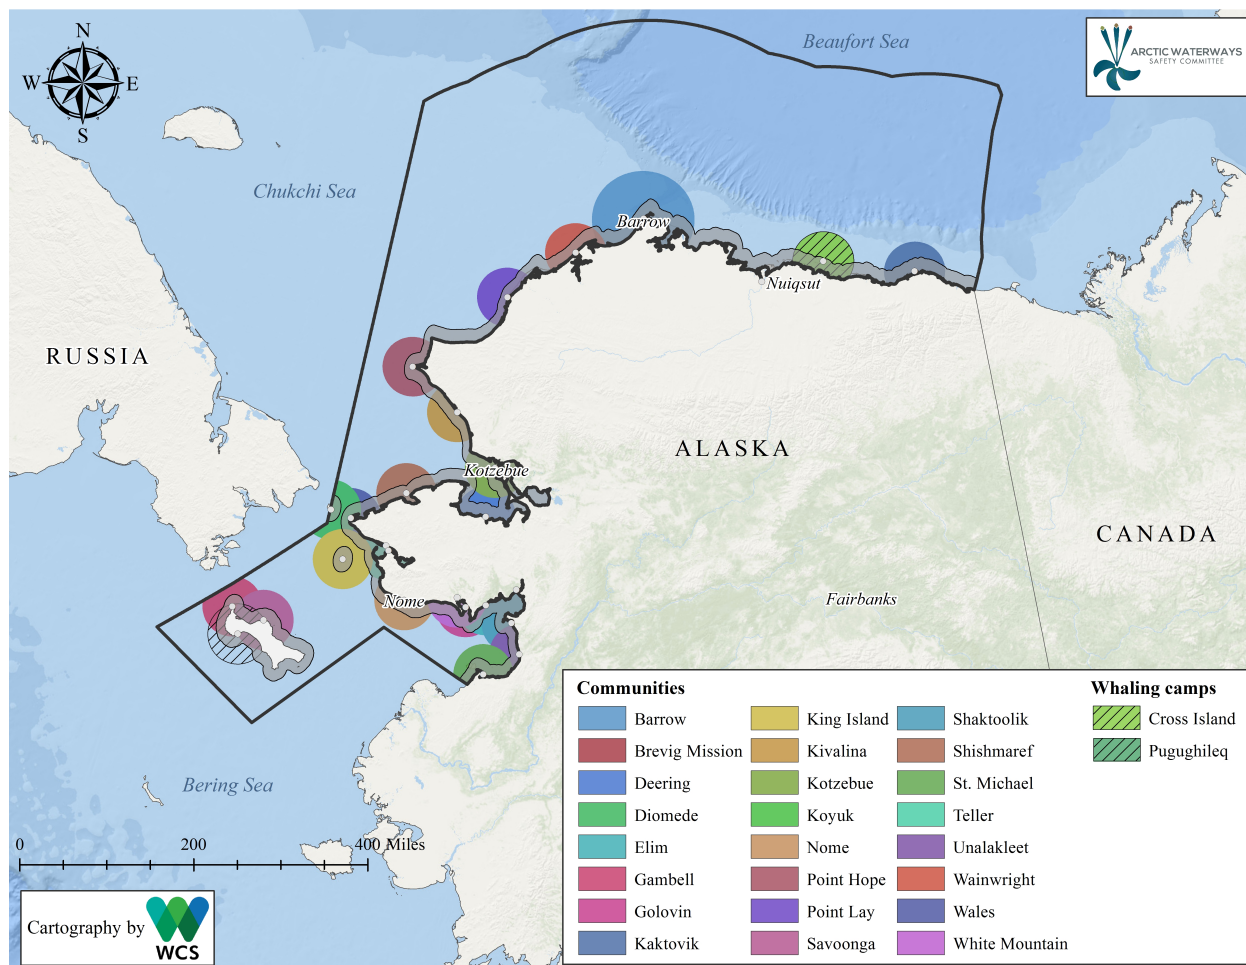 N
W E
S
Beaufort Sea
ARCTIC WATERWAYS
SAFETY COMMITTEE
Chukchi Sea
Barrow
Nuiqsut
RUSSIA
ALASKA
Kotzebue
CANADA
Nome
Fairbanks
Bering Sea
0 200 400 Miles
Cartography by
WCS
Communities
Barrow
Brevig Mission
Deering
Diomede
Elim
Gambell
Golovin
Kaktovik
King Island
Kivalina
Kotzebue
Koyuk
Nome
Point Hope
Point Lay
Savoonga
Shaktoolik
Shishmaref
St. Michael
Teller
Unalakleet
Wainwright
Wales
White Mountain
Whaling camps
Cross Island
Pugughileq